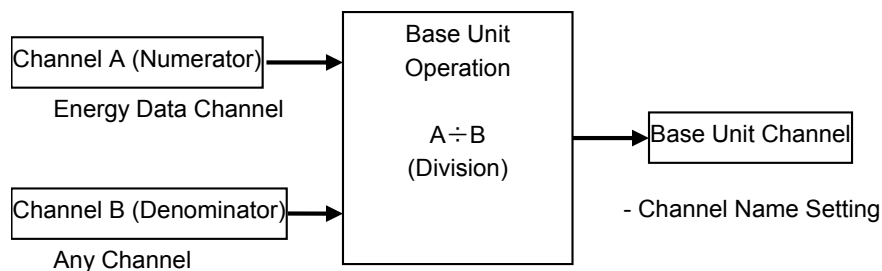 Channel A (Numerator)
Energy Data Channel
Channel B (Denominator)
Any Channel
Base Unit
Operation
A÷B
(Division)
Base Unit Channel
- Channel Name Setting